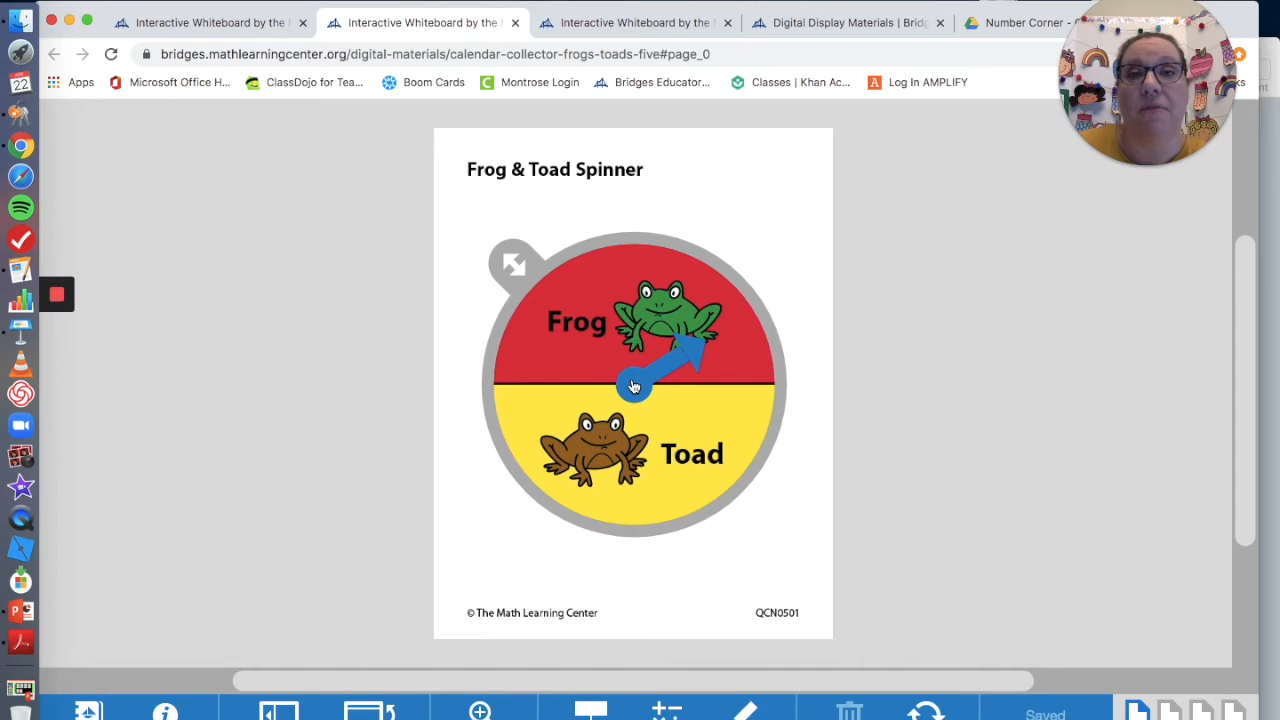 Interactive Whiteboard by the
Interactive Whiteboard by the
Interactive Whiteboard by the
Digital Display Materials | Bridg
Number Corner - G
bridges.mathlearningcenter.org/digital-materials/calendar-collector-frogs-toads-five#page_0
Apps
Microsoft Office H...
ClassDojo for Tea...
Boom Cards
Montrose Login
Bridges Educator...
Classes | Khan Ac...
Log In AMPLIFY
22
Frog & Toad Spinner
Frog
Toad
© The Math Learning Center
QCN0501
Saved